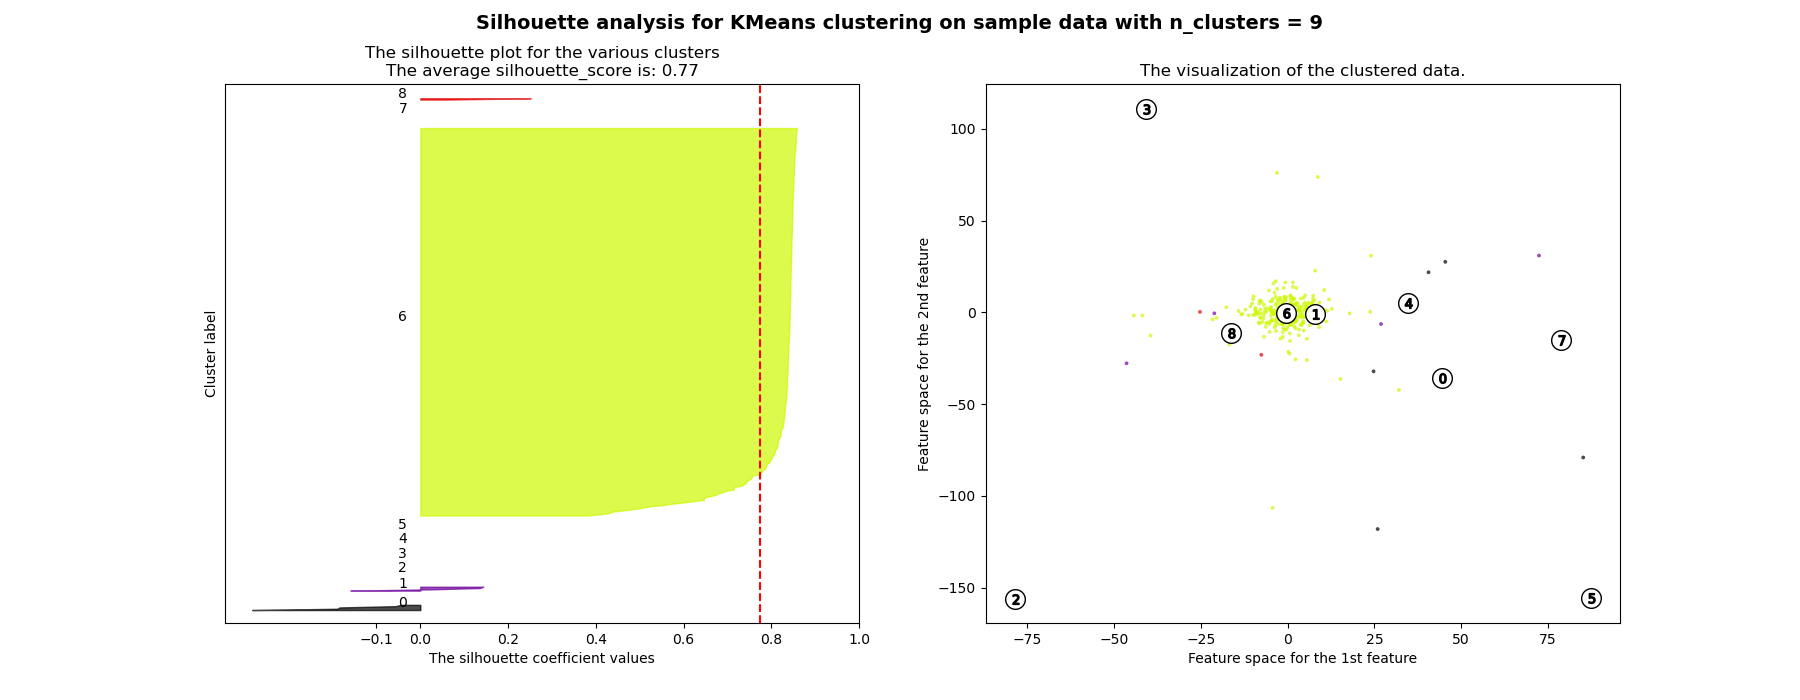 Silhouette analysis for KMeans clustering on sample data with n_clusters = 9
The silhouette plot for the various clusters
The average silhouette_score is: 0.77
8
7
6
5
4
3
2
1
0
Cluster label
−0.1 0.0 0.2 0.4 0.6 0.8 1.0
The silhouette coefficient values
The visualization of the clustered data.
100
50
0
−50
−100
−150
Feature space for the 2nd feature
3
4
6
1
8
7
0
2
5
−75 −50 −25 0 25 50 75
Feature space for the 1st feature